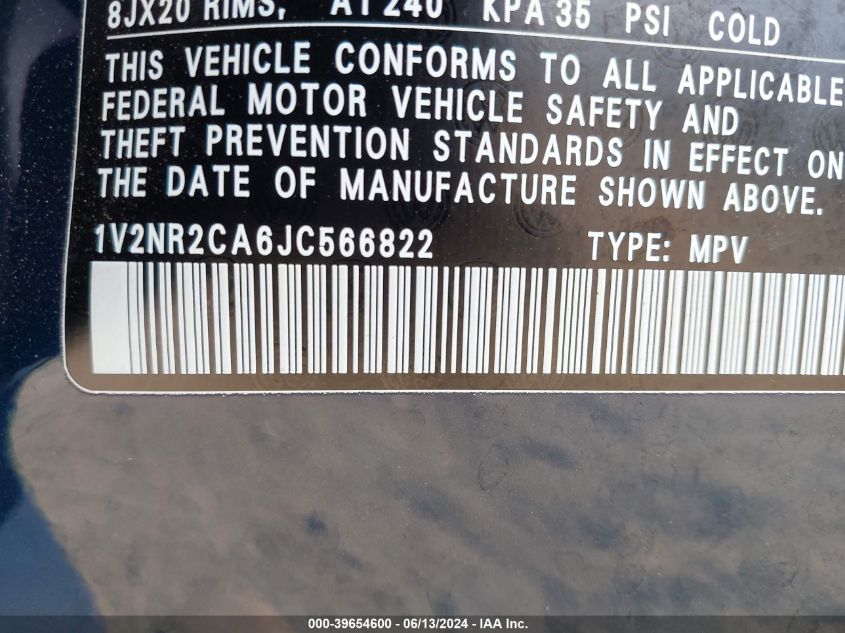 8JX20 RIMS, AT 240 KPA 35 PSI COLD
THIS VEHICLE CONFORMS TO ALL APPLICABLE
FEDERAL MOTOR VEHICLE SAFETY AND
THEFT PREVENTION STANDARDS IN EFFECT ON
THE DATE OF MANUFACTURE SHOWN ABOVE.
1V2NR2CA6JC566822 TYPE: MPV
000-39654600 - 06/13/2024 - IAA Inc.